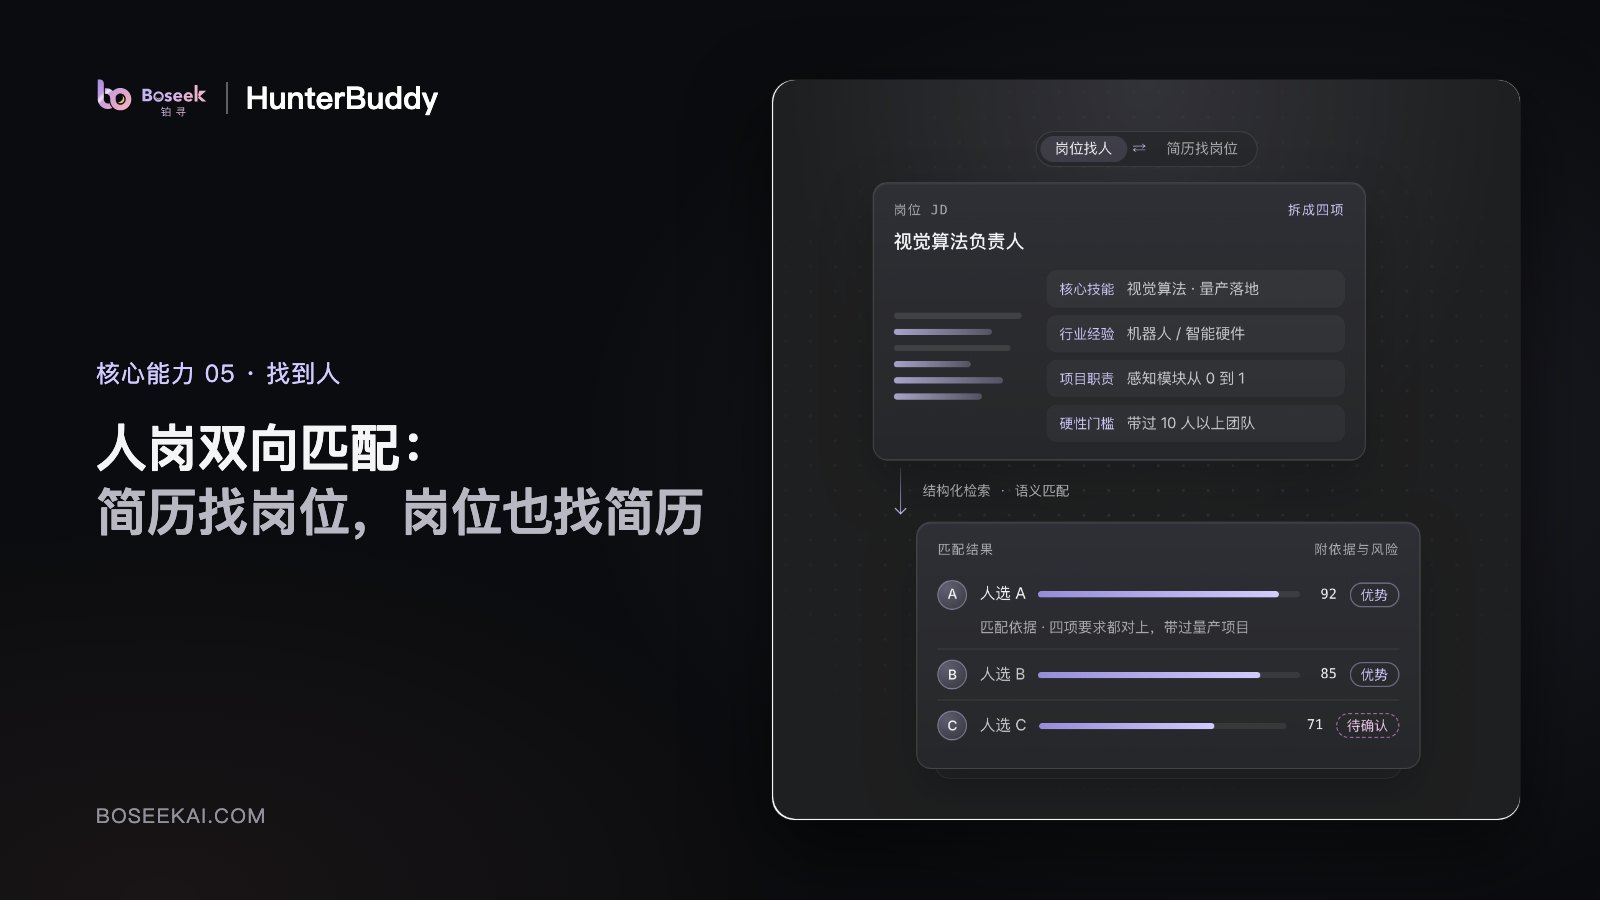 Boseek
铂寻
HunterBuddy
核心能力 05 · 找到人
人岗双向匹配：
简历找岗位，岗位也找简历
BOSEEKAI.COM
岗位找人 ⇄ 简历找岗位
岗位 JD 拆成四项
视觉算法负责人
核心技能 视觉算法 · 量产落地
行业经验 机器人 / 智能硬件
项目职责 感知模块从 0 到 1
硬性门槛 带过 10 人以上团队
结构化检索 · 语义匹配
匹配结果 附依据与风险
A 人选 A 92 优势
匹配依据 · 四项要求都对上，带过量产项目
B 人选 B 85 优势
C 人选 C 71 待确认